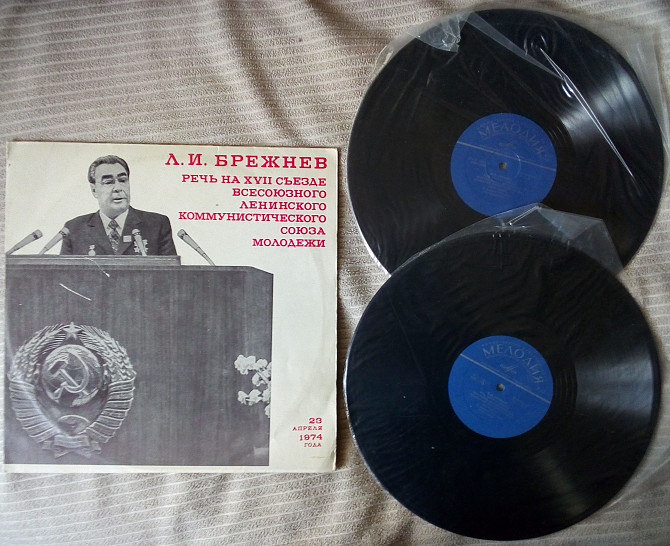 Л.И. БРЕЖНЕВ
РЕЧЬ НА XVII СЪЕЗДЕ
ВСЕСОЮЗНОГО
ЛЕНИНСКОГО
КОММУНИСТИЧЕСКОГО
СОЮЗА
МОЛОДЕЖИ
23
АПРЕЛЯ
1974
ГОДА
МЕЛОДИЯ
МЕЛОДИЯ